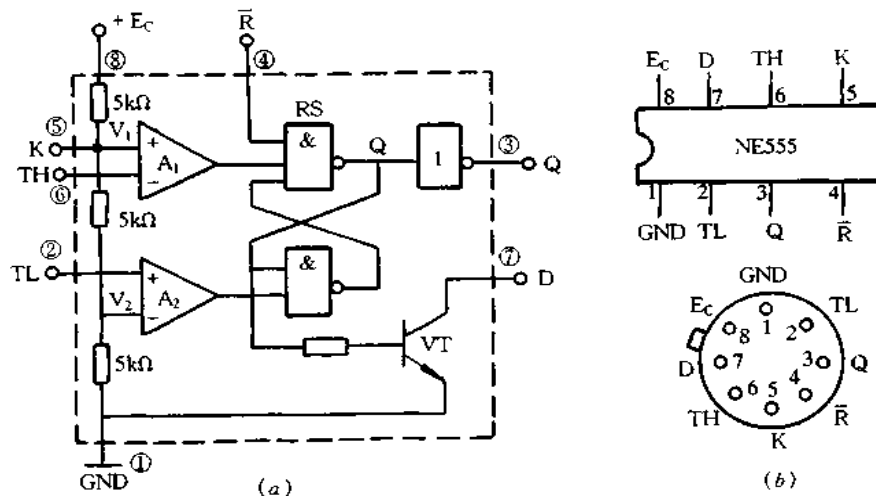 + E_C
R̄
⑧
④
5kΩ
RS
⑤
V₁
K
+
A₁
−
&
Q
1
③
Q
TH
⑥
5kΩ
②
TL
+
A₂
−
V₂
&
⑦
D
5kΩ
VT
①
GND
(a)
E_C D TH K
8 7 6 5
NE555
1 2 3 4
GND TL Q R̄
GND
E_C TL
1
8 2
D 7 3 Q
6 4
5
TH R̄
K
(b)